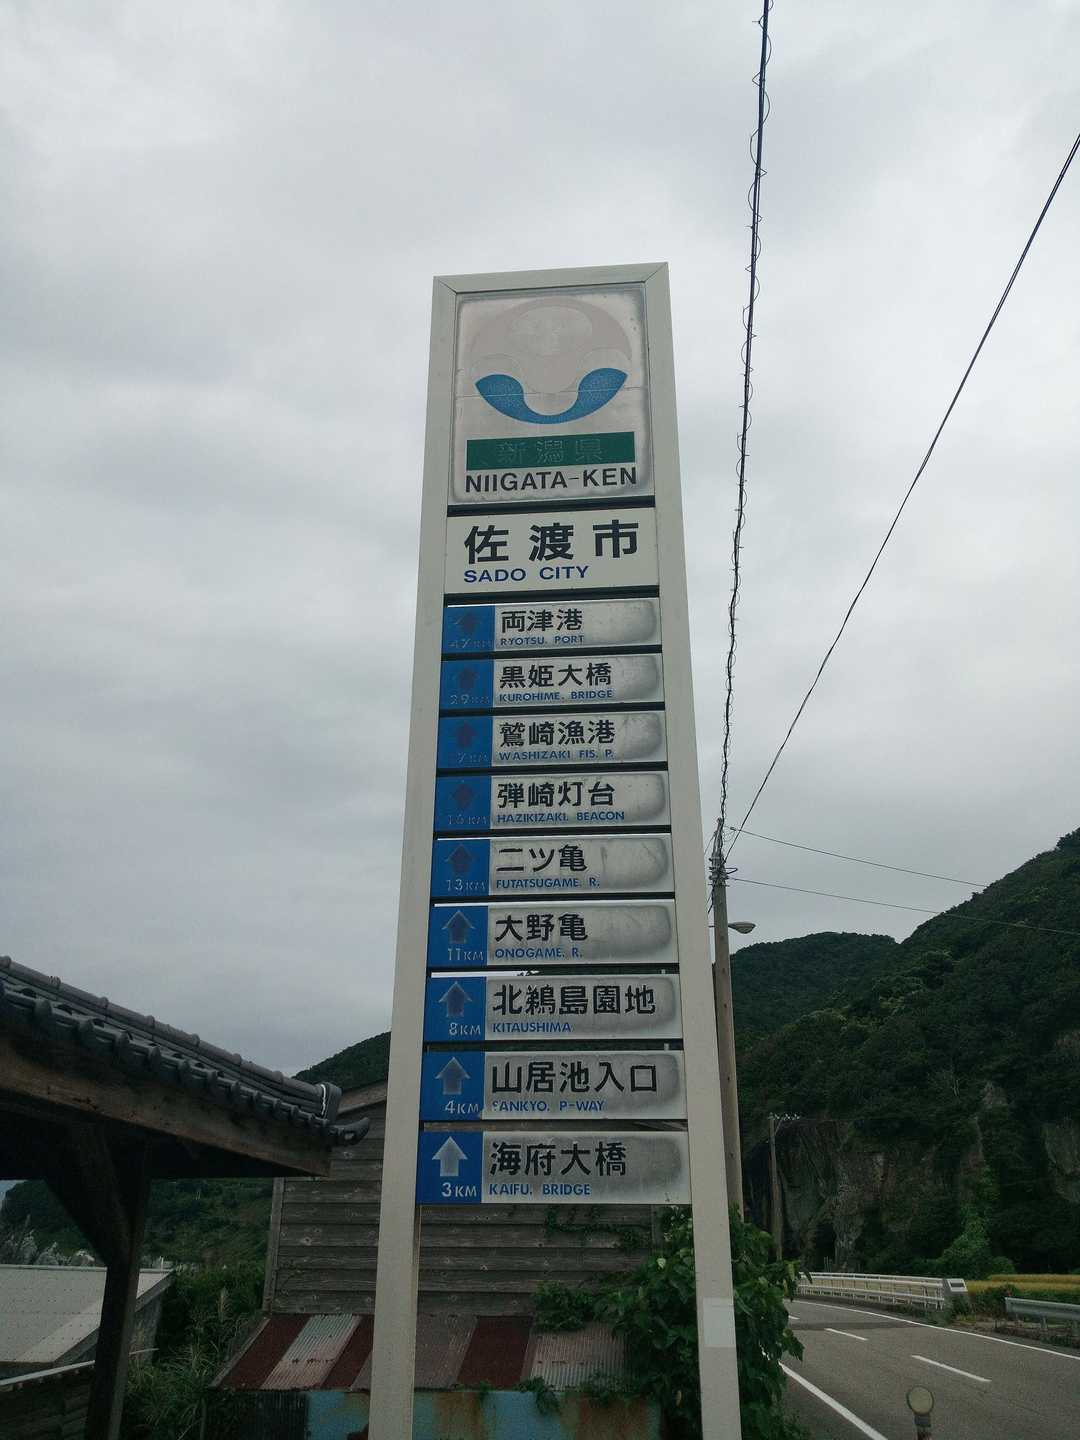 新潟県
NIIGATA-KEN
佐渡市
SADO CITY
両津港
47KM RYOTSU. PORT
黒姫大橋
29KM KUROHIME. BRIDGE
鷲崎漁港
WASHIZAKI FIS. P.
弾崎灯台
KM HAZIKIZAKI. BEACON
二ツ亀
13KM FUTATSUGAME. R.
大野亀
11KM ONOGAME. R.
北鵜島園地
8KM KITAUSHIMA
山居池入口
4KM SANKYO. P-WAY
海府大橋
3KM KAIFU. BRIDGE